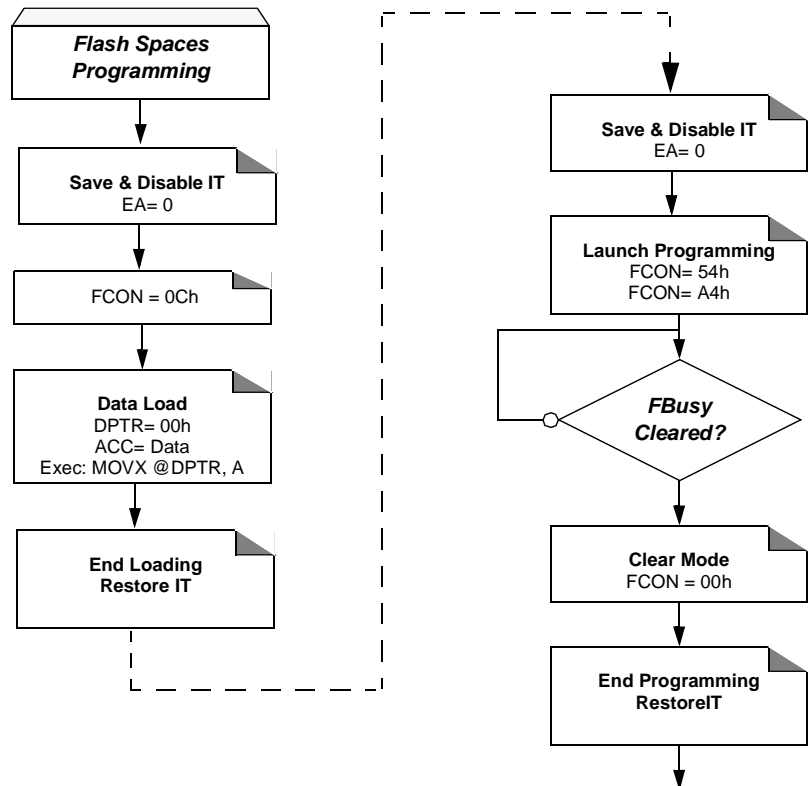 Flash Spaces
Programming
Save & Disable IT
EA= 0
FCON = 0Ch
Data Load
DPTR= 00h
ACC= Data
Exec: MOVX @DPTR, A
End Loading
Restore IT
Save & Disable IT
EA= 0
Launch Programming
FCON= 54h
FCON= A4h
FBusy
Cleared?
Clear Mode
FCON = 00h
End Programming
RestoreIT